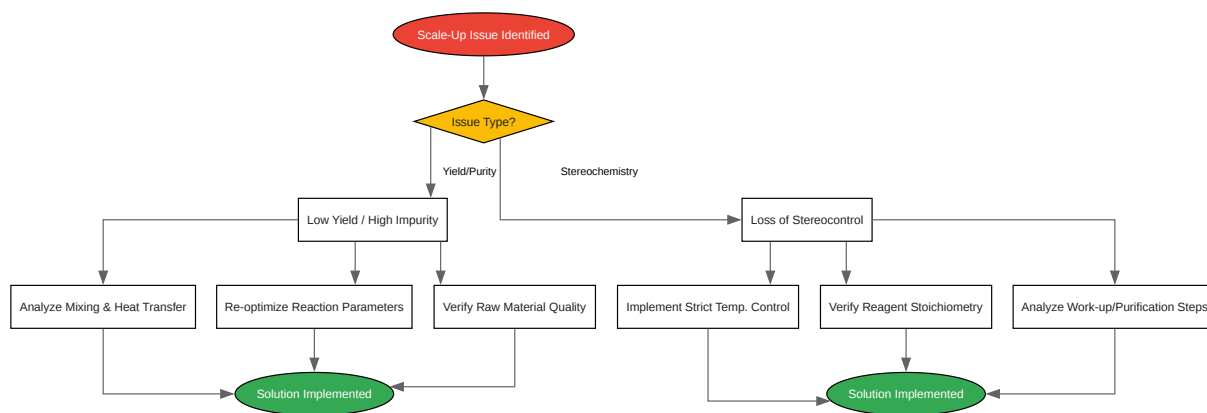 Scale-Up Issue Identified
Issue Type?
Yield/Purity
Stereochemistry
Low Yield / High Impurity
Loss of Stereocontrol
Analyze Mixing & Heat Transfer
Re-optimize Reaction Parameters
Verify Raw Material Quality
Implement Strict Temp. Control
Verify Reagent Stoichiometry
Analyze Work-up/Purification Steps
Solution Implemented
Solution Implemented